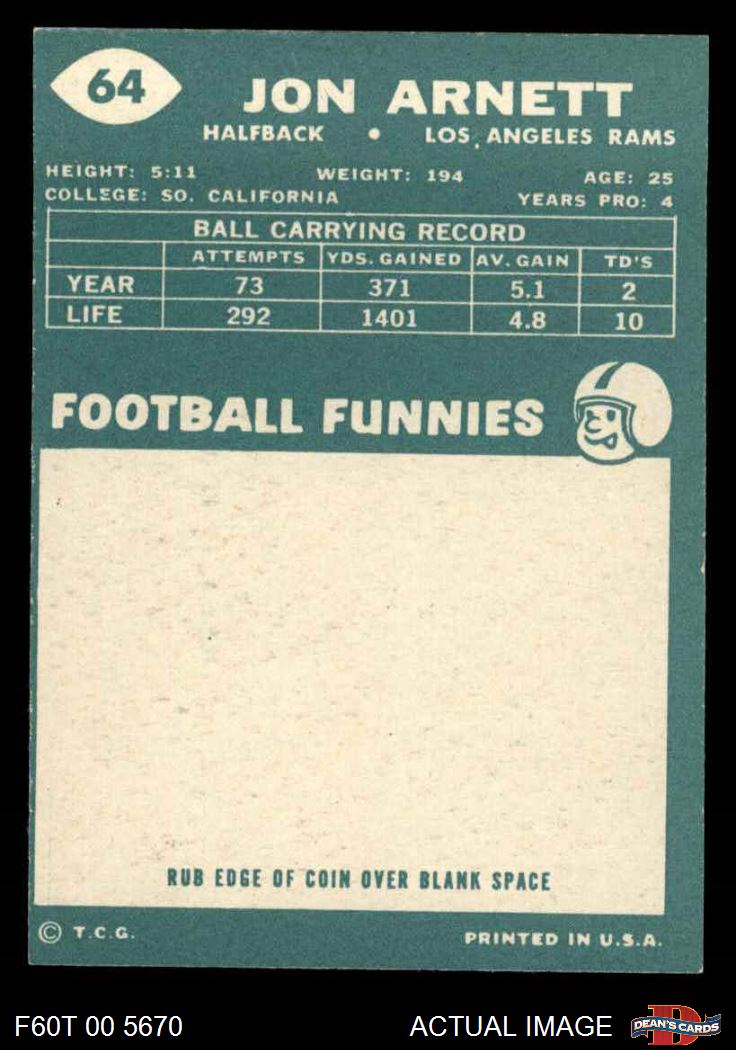 64
JON ARNETT
HALFBACK • LOS ANGELES RAMS
HEIGHT: 5:11 WEIGHT: 194 AGE: 25
COLLEGE: SO. CALIFORNIA YEARS PRO: 4
BALL CARRYING RECORD
ATTEMPTS YDS. GAINED AV. GAIN TD'S
YEAR 73 371 5.1 2
LIFE 292 1401 4.8 10
FOOTBALL FUNNIES
RUB EDGE OF COIN OVER BLANK SPACE
© T.C.G. PRINTED IN U.S.A.
F60T 00 5670 ACTUAL IMAGE DEAN'S CARDS